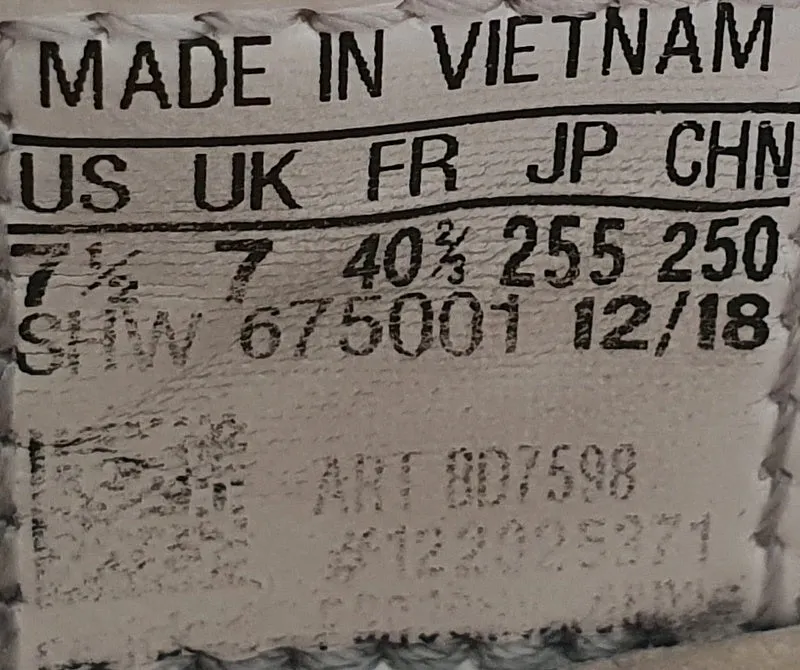 MADE IN VIETNAM
US UK FR JP CHN
7½ 7 40⅔ 255 250
SHW 675001 12/18
ART BD7598